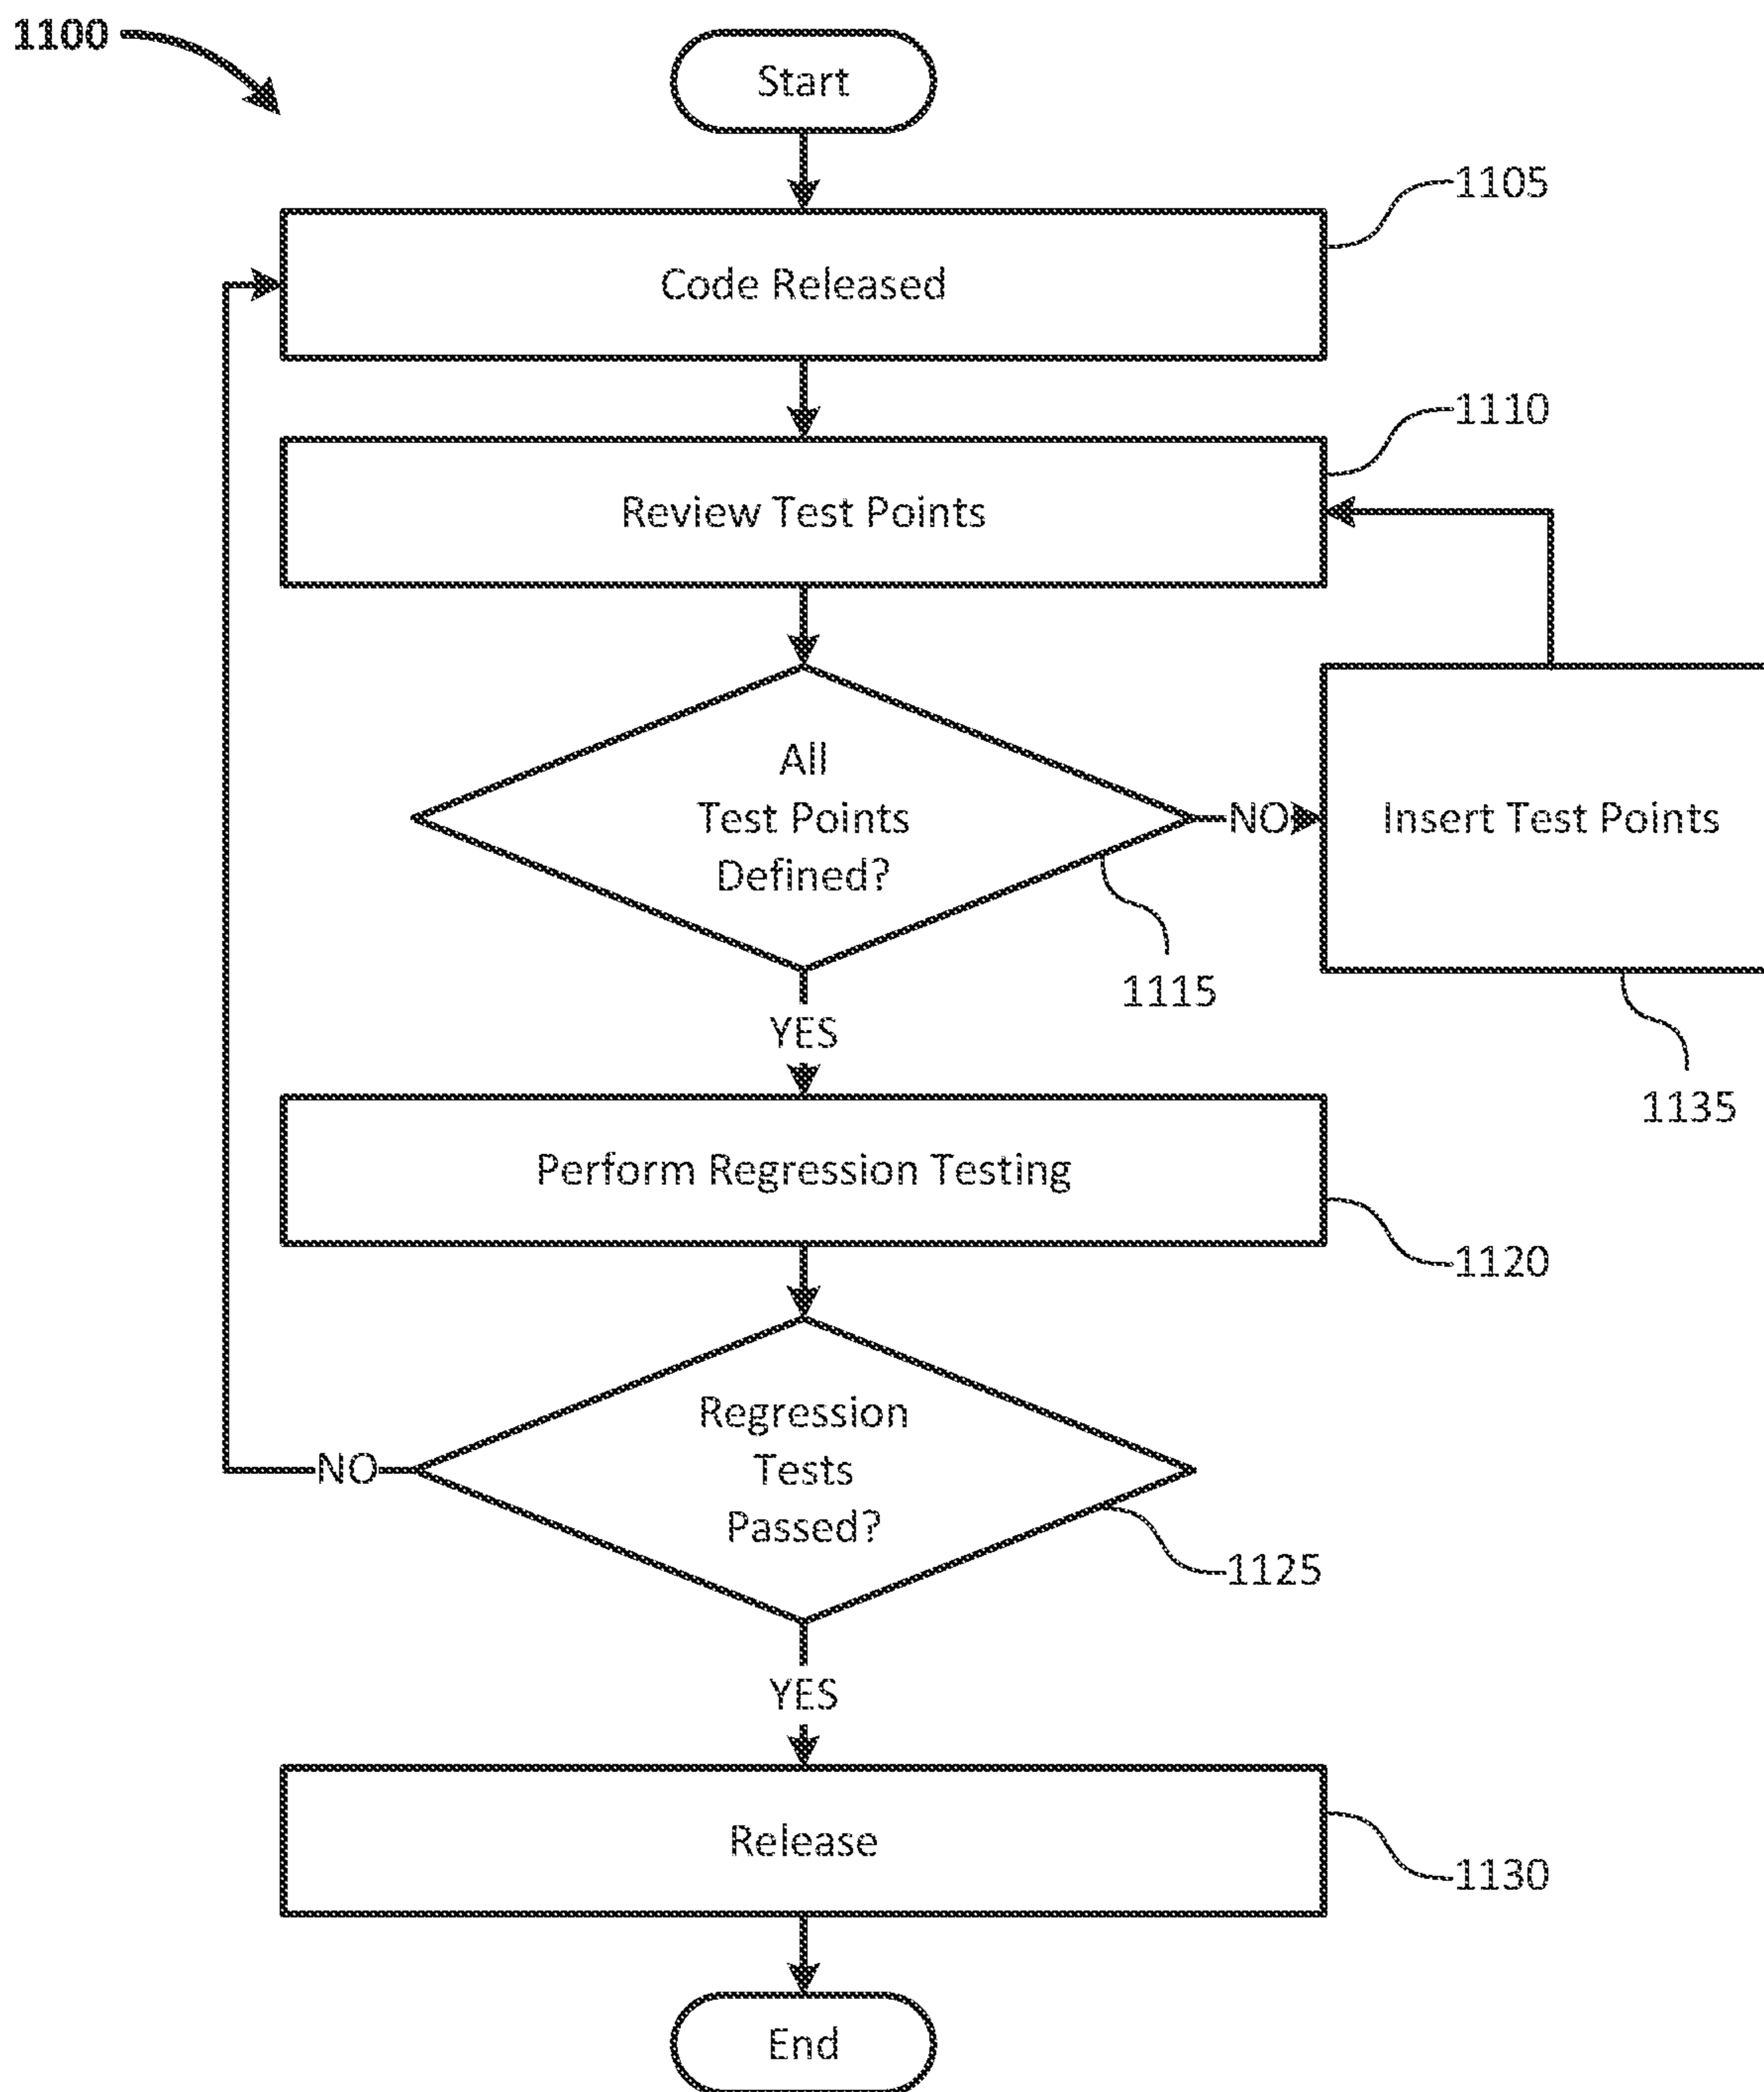 1100
Start
1105
Code Released
1110
Review Test Points
All
Test Points
Defined?
NO
Insert Test Points
1115
YES
1135
Perform Regression Testing
1120
Regression
Tests
Passed?
NO
1125
YES
Release
1130
End